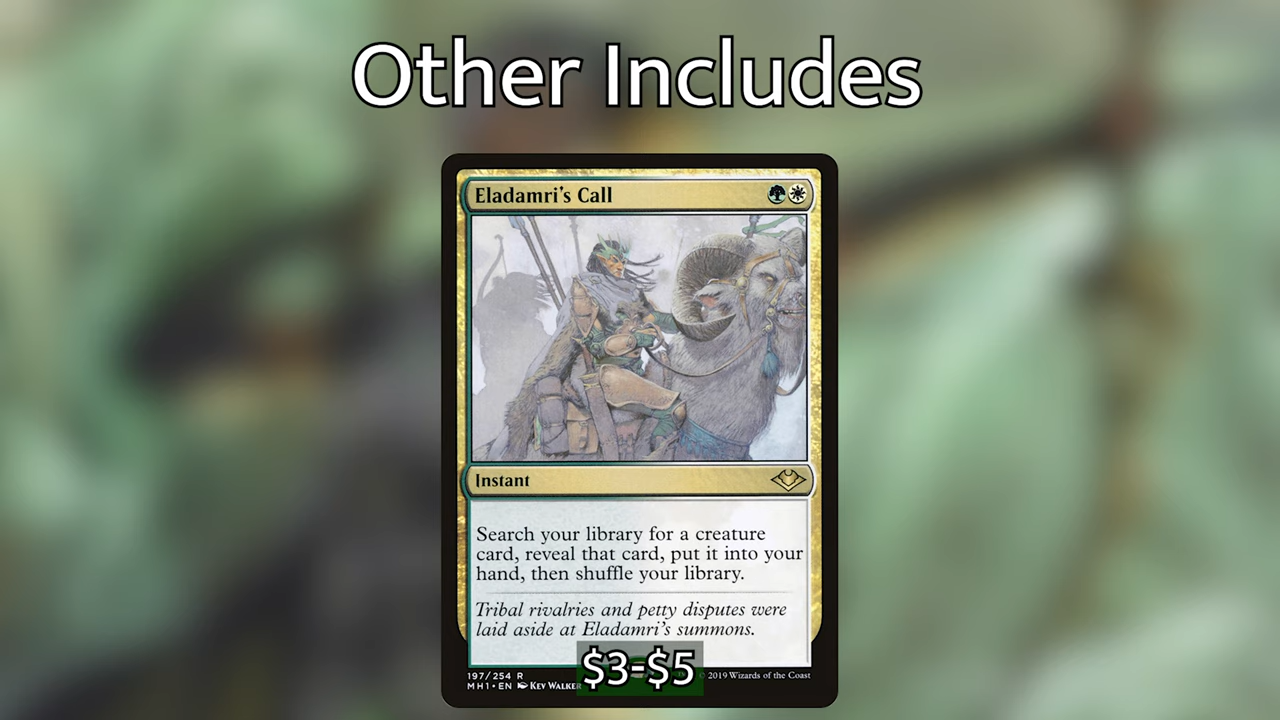 Other Includes
Eladamri's Call
Instant
Search your library for a creature
card, reveal that card, put it into your
hand, then shuffle your library.
Tribal rivalries and petty disputes were
laid aside at Eladamri's summons.
$3-$5
197/254 R
MH1 • EN Kev Walker
2019 Wizards of the Coast